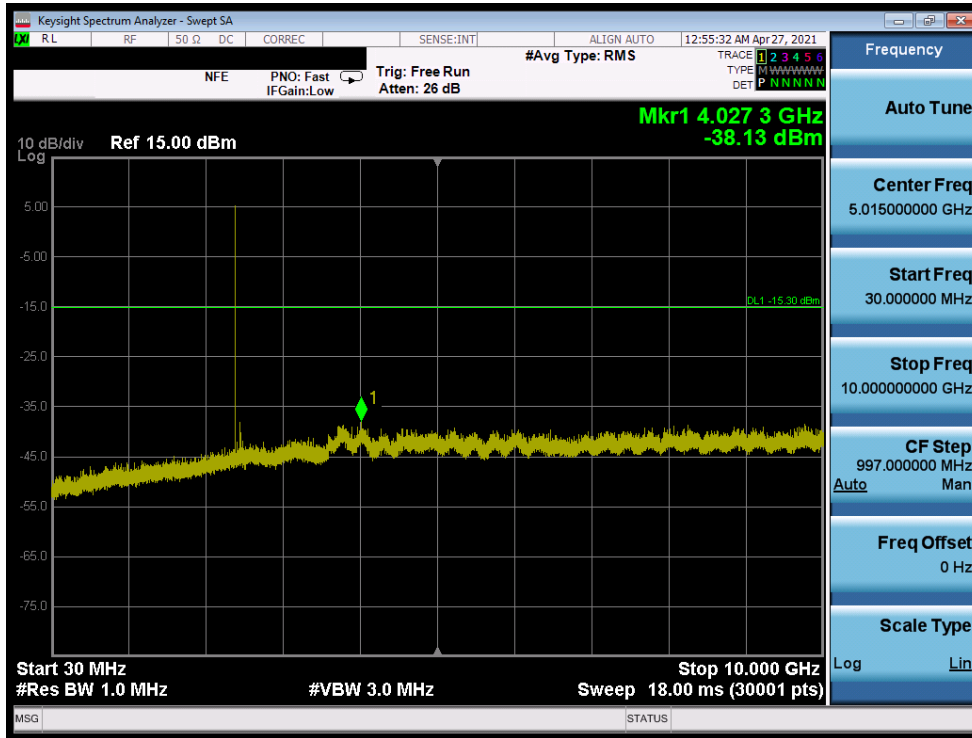 Keysight Spectrum Analyzer - Swept SA
LXI RL RF 50 Ω DC CORREC SENSE:INT ALIGN AUTO 12:55:32 AM Apr 27, 2021
#Avg Type: RMS TRACE 1 2 3 4 5 6
NFE PNO: Fast Trig: Free Run TYPE M WWWWW
IFGain:Low Atten: 26 dB DET P N N N N N
Mkr1 4.027 3 GHz
-38.13 dBm
10 dB/div Ref 15.00 dBm
Log
5.00
-5.00
-15.0
DL1 -15.30 dBm
-25.0
-35.0
1
-45.0
-55.0
-65.0
-75.0
Start 30 MHz Stop 10.000 GHz
#Res BW 1.0 MHz #VBW 3.0 MHz Sweep 18.00 ms (30001 pts)
MSG STATUS
Frequency
Auto Tune
Center Freq
5.015000000 GHz
Start Freq
30.000000 MHz
Stop Freq
10.000000000 GHz
CF Step
997.000000 MHz
Auto Man
Freq Offset
0 Hz
Scale Type
Log Lin